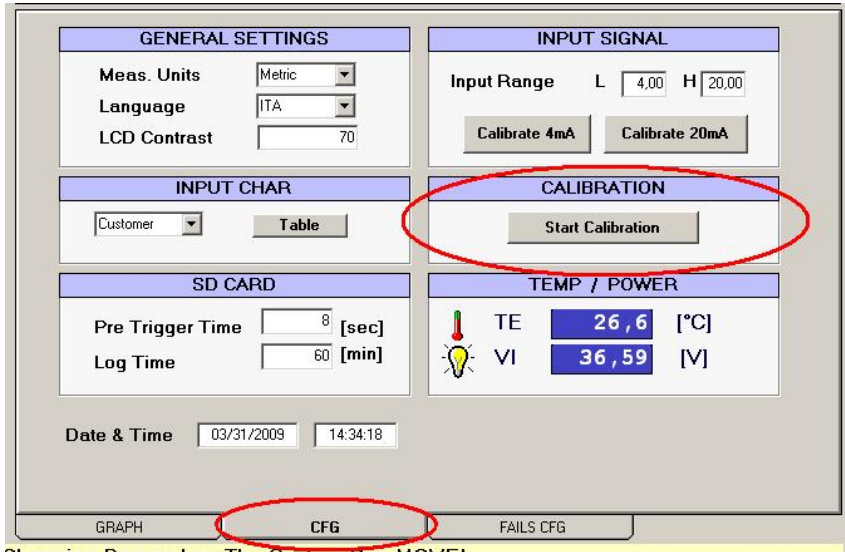 GENERAL SETTINGS
Meas. Units Metric
Language ITA
LCD Contrast 70
INPUT SIGNAL
Input Range L 4,00 H 20,00
Calibrate 4mA Calibrate 20mA
INPUT CHAR
Customer Table
CALIBRATION
Start Calibration
SD CARD
Pre Trigger Time 8 [sec]
Log Time 60 [min]
TEMP / POWER
TE 26,6 [°C]
VI 36,59 [V]
Date & Time 03/31/2009 14:34:18
GRAPH CFG FAILS CFG